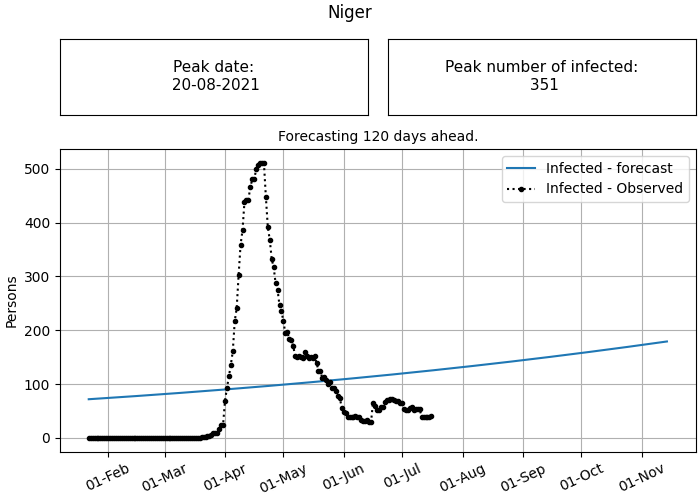 Niger
Peak date:
20-08-2021
Peak number of infected:
351
Forecasting 120 days ahead.
Infected - forecast
Infected - Observed
Persons
500
400
300
200
100
0
01-Feb
01-Mar
01-Apr
01-May
01-Jun
01-Jul
01-Aug
01-Sep
01-Oct
01-Nov